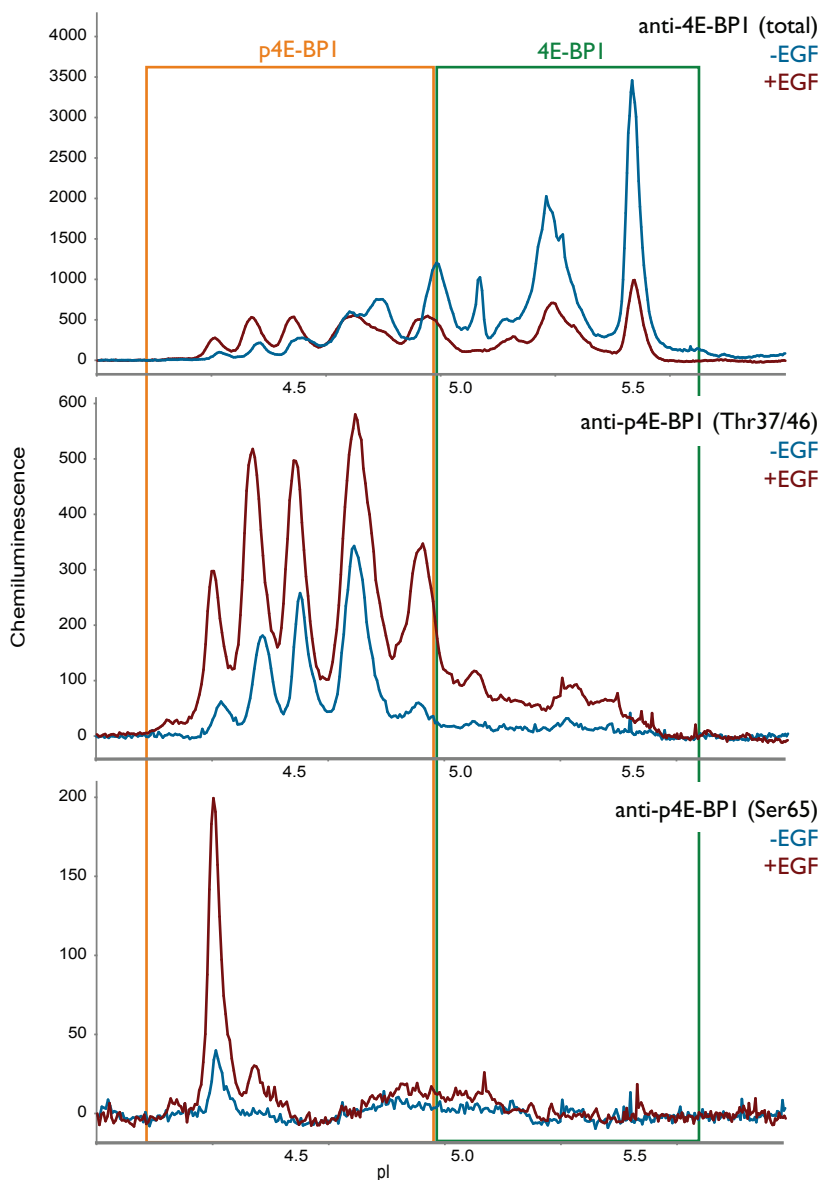 anti-4E-BP1 (total)
-EGF
+EGF
p4E-BP1
4E-BP1
4000
3500
3000
2500
2000
1500
1000
500
0
4.5
5.0
5.5
anti-p4E-BP1 (Thr37/46)
-EGF
+EGF
600
500
400
300
200
100
0
Chemiluminescence
4.5
5.0
5.5
anti-p4E-BP1 (Ser65)
-EGF
+EGF
200
150
100
50
0
4.5
5.0
5.5
pI